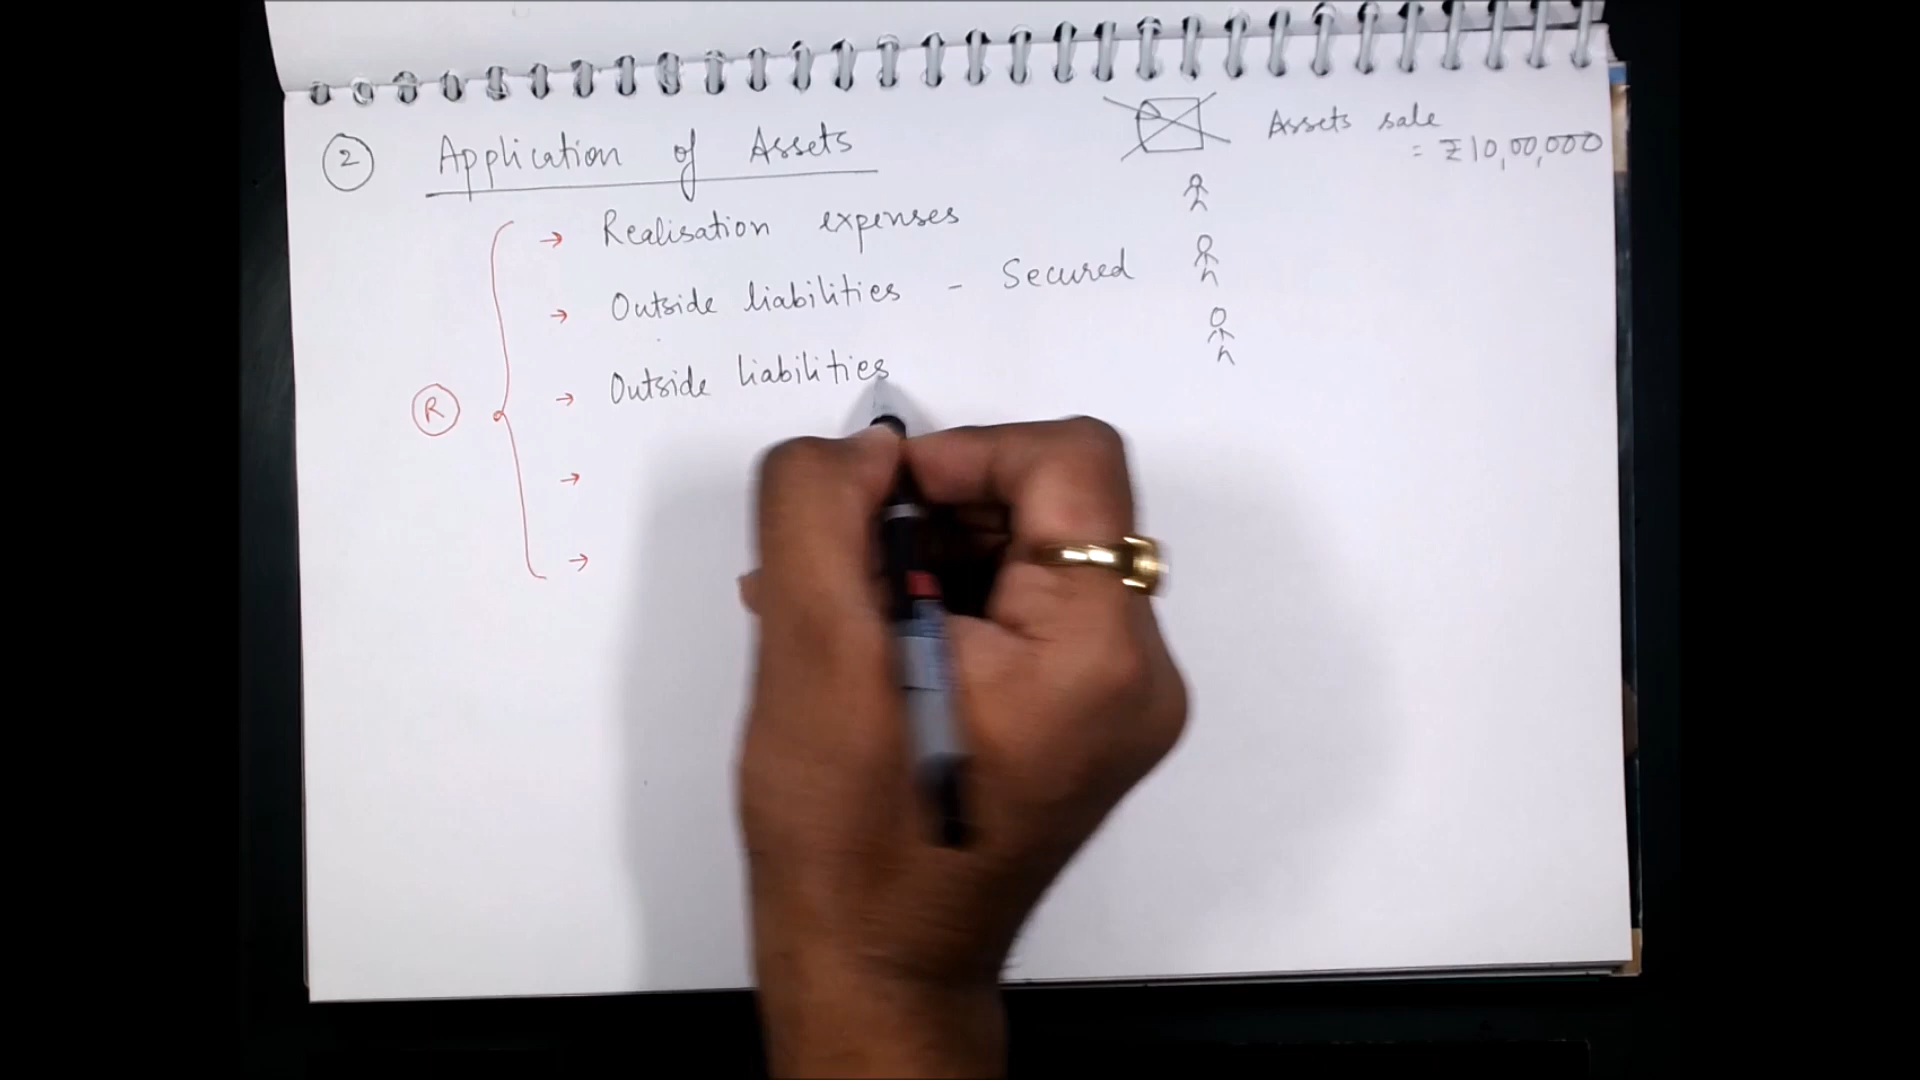 2 Application of Assets
Assets sale
= ₹10,00,000
→ Realisation expenses
→ Outside liabilities - Secured
→ Outside liabilities
R
→
→